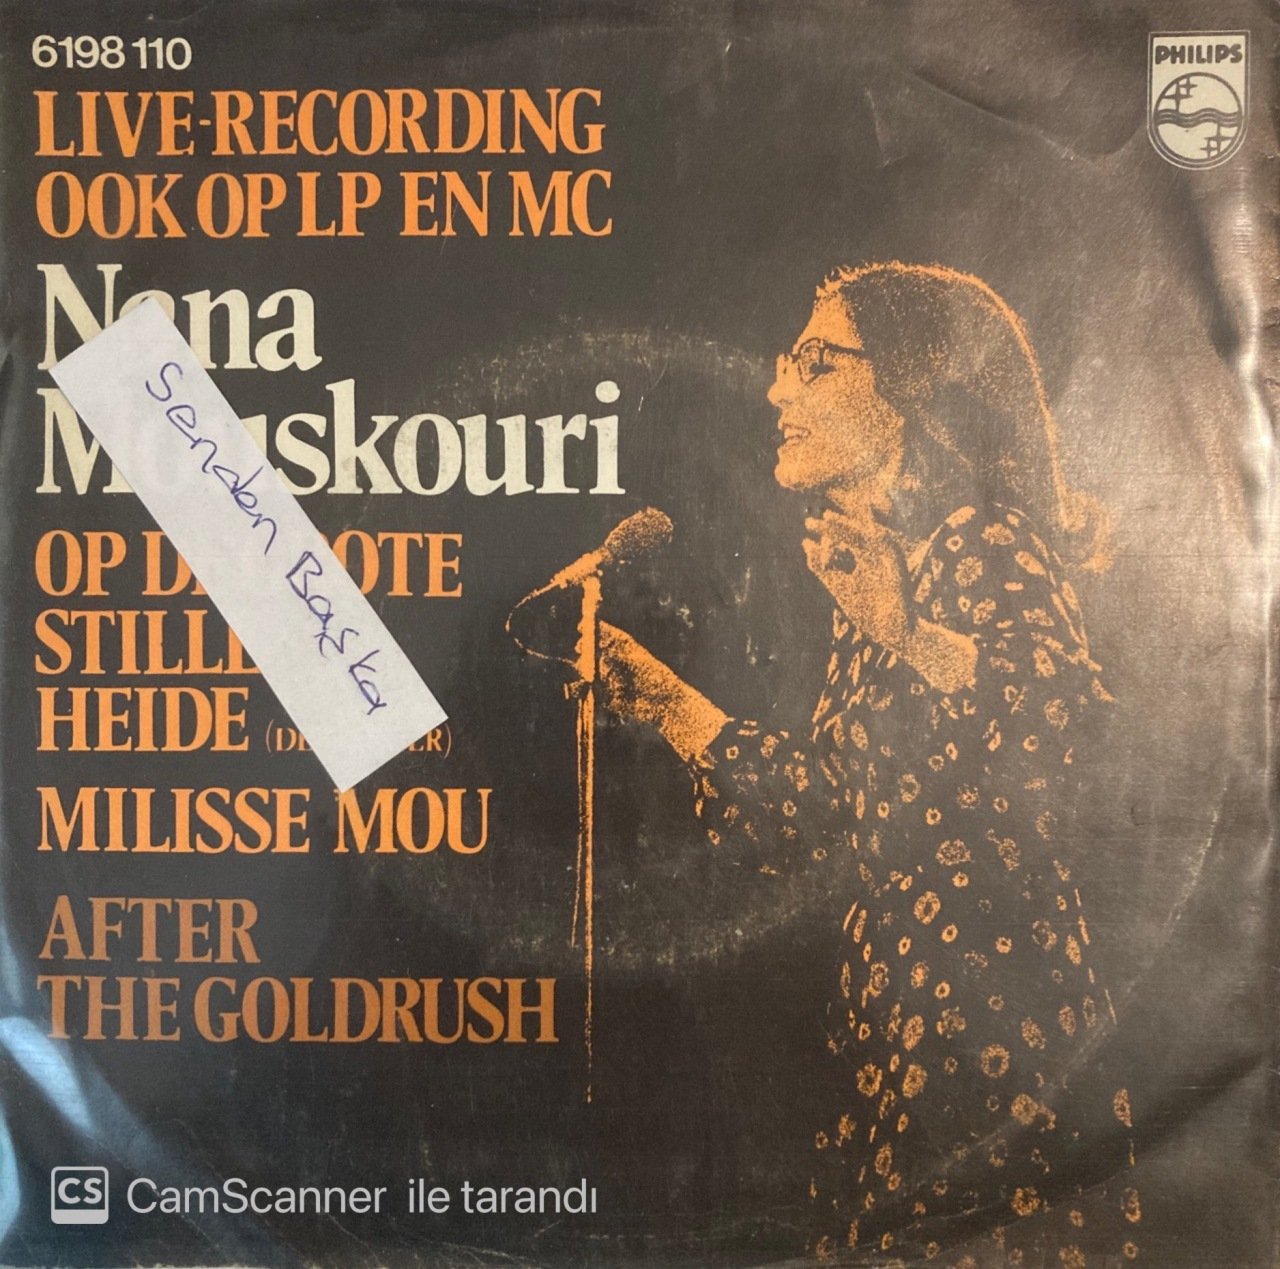 6198 110
PHILIPS
LIVE-RECORDING
OOK OP LP EN MC
Nana
Mouskouri
OP DE GROTE
STILLE
HEIDE
MILISSE MOU
AFTER
THE GOLDRUSH
Senden Başka
CS CamScanner ile tarandı